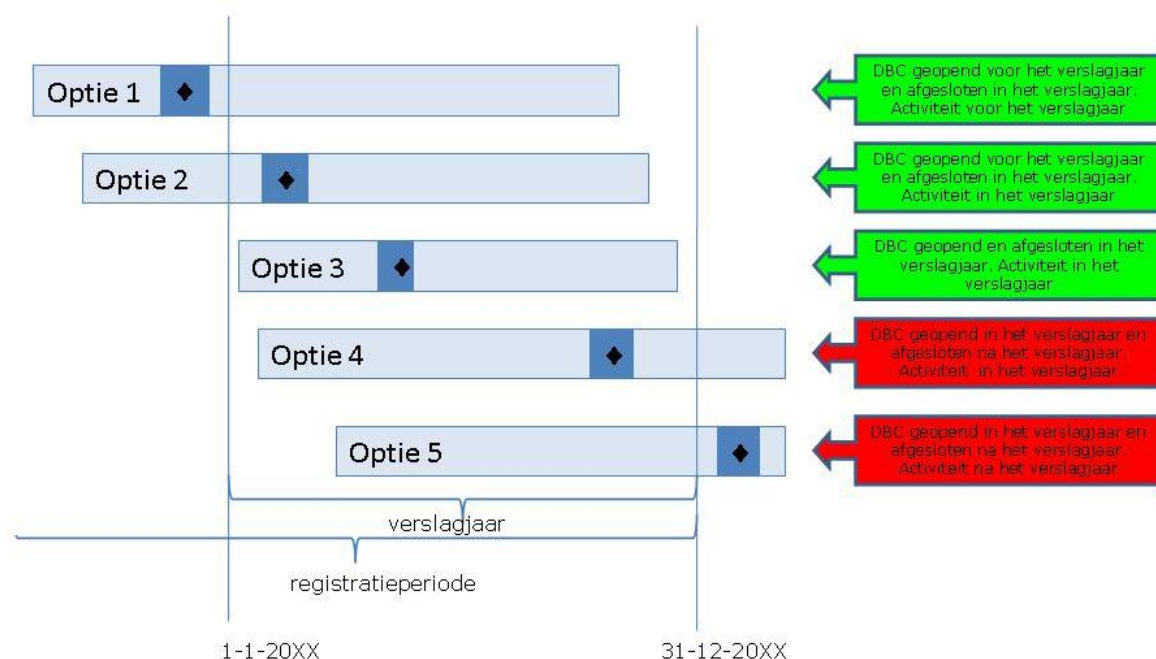 Optie 1
DBC geopend voor het verslagjaar
en afgesloten in het verslagjaar.
Activiteit voor het verslagjaar
Optie 2
DBC geopend voor het verslagjaar
en afgesloten in het verslagjaar.
Activiteit in het verslagjaar
Optie 3
DBC geopend en afgesloten in het
verslagjaar. Activiteit in het
verslagjaar
Optie 4
DBC geopend in het verslagjaar en
afgesloten na het verslagjaar.
Activiteit in het verslagjaar
Optie 5
DBC geopend in het verslagjaar en
afgesloten na het verslagjaar.
Activiteit na het verslagjaar
verslagjaar
registratieperiode
1-1-20XX
31-12-20XX